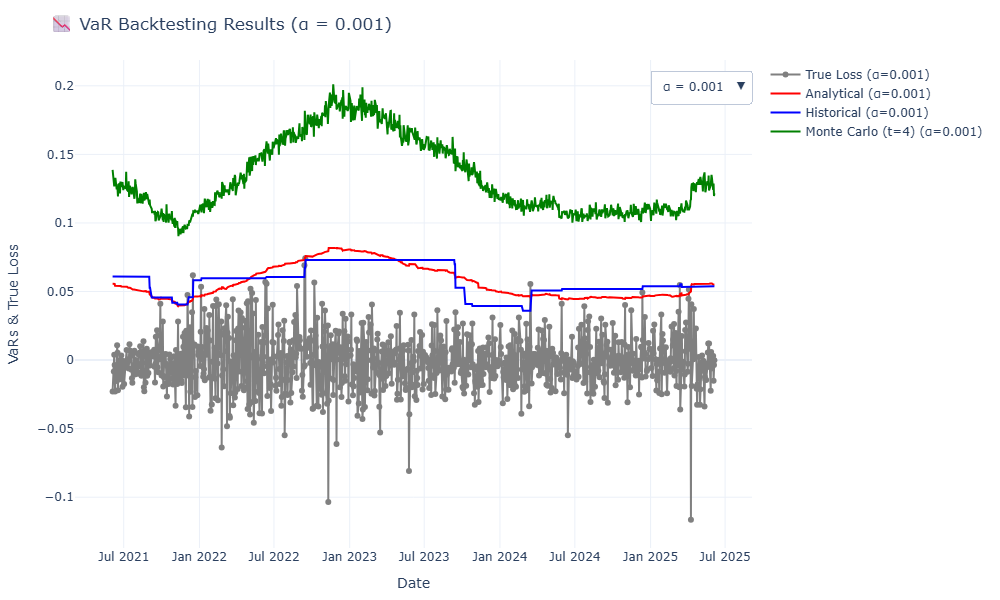 📉 VaR Backtesting Results (α = 0.001)
α = 0.001 ▼
True Loss (α=0.001)
Analytical (α=0.001)
Historical (α=0.001)
Monte Carlo (t=4) (α=0.001)
VaRs & True Loss
0.2
0.15
0.1
0.05
0
−0.05
−0.1
Jul 2021 Jan 2022 Jul 2022 Jan 2023 Jul 2023 Jan 2024 Jul 2024 Jan 2025 Jul 2025
Date